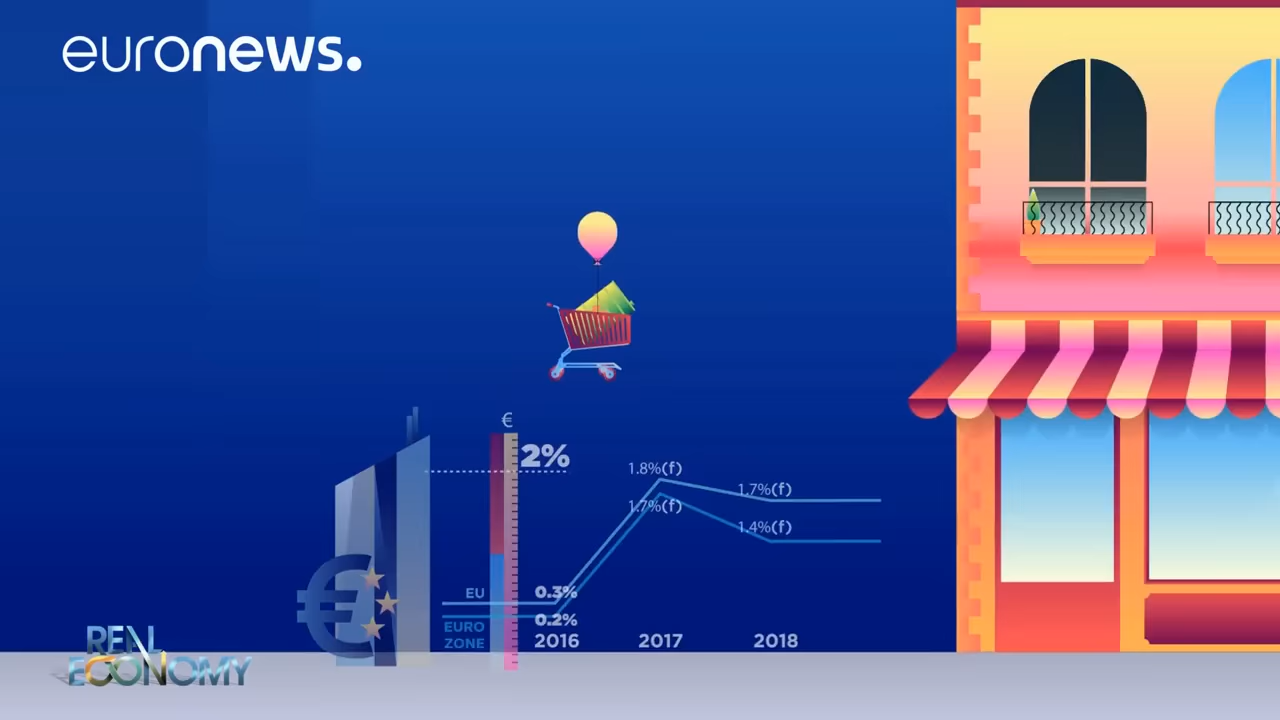 euronews.
€
2%
1.8%(f)
1.7%(f)
1.7%(f)
1.4%(f)
EU
0.3%
EURO
ZONE
0.2%
2016
2017
2018
€
REAL
ECONOMY